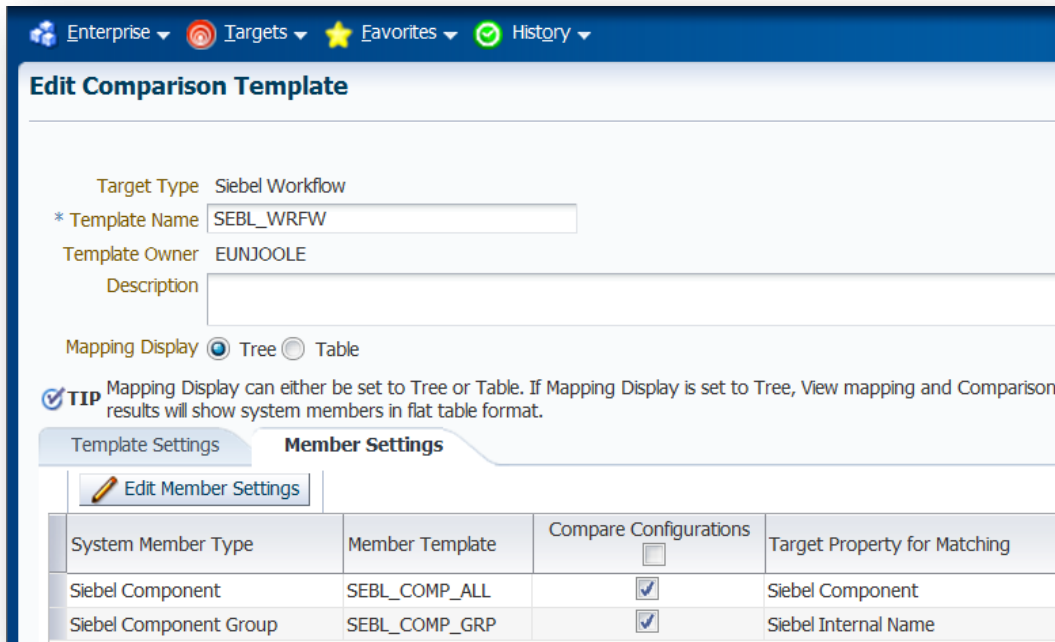 Enterprise Targets Favorites History
Edit Comparison Template
Target Type Siebel Workflow
* Template Name SEBL_WRFW
Template Owner EUNJOOLE
Description
Mapping Display Tree Table
TIP Mapping Display can either be set to Tree or Table. If Mapping Display is set to Tree, View mapping and Comparison
results will show system members in flat table format.
Template Settings Member Settings
Edit Member Settings
System Member Type Member Template Compare Configurations Target Property for Matching
Siebel Component SEBL_COMP_ALL Siebel Component
Siebel Component Group SEBL_COMP_GRP Siebel Internal Name